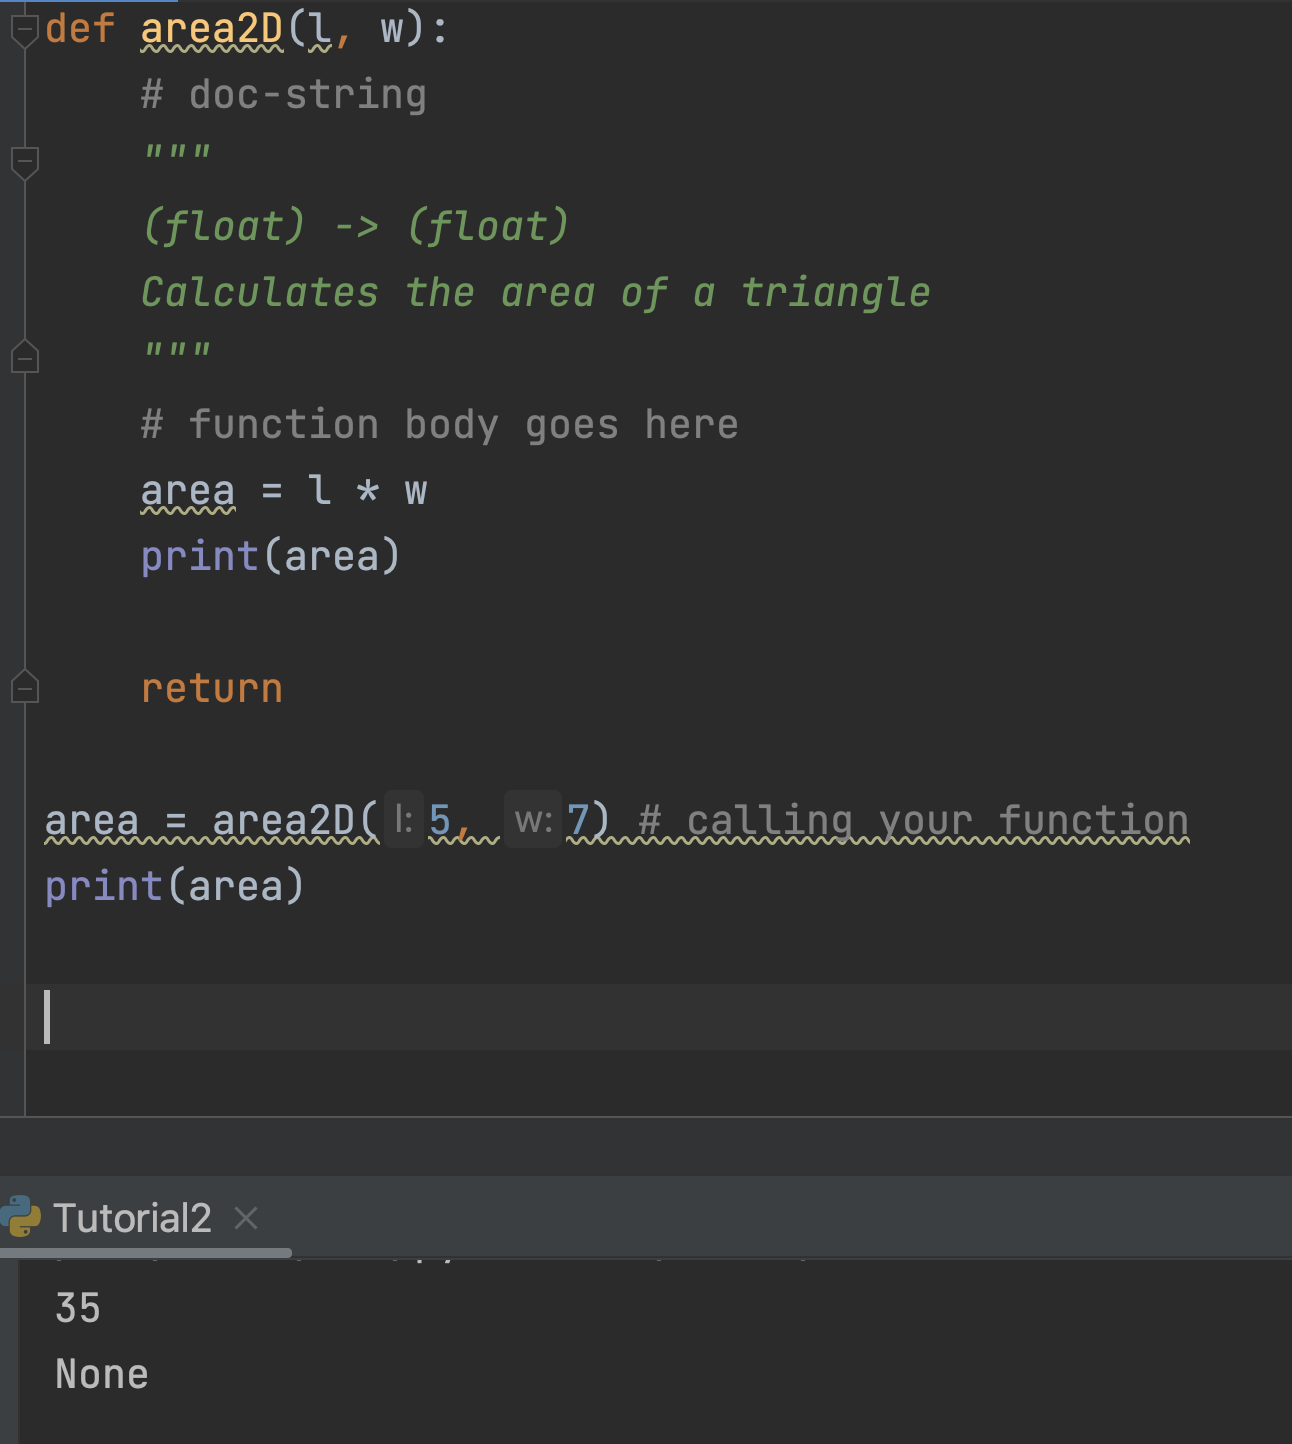 def area2D(l, w):
# doc-string
"""
(float) -> (float)
Calculates the area of a triangle
"""
# function body goes here
area = l * w
print(area)
return
area = area2D( l: 5, w: 7) # calling your function
print(area)
Tutorial2
35
None